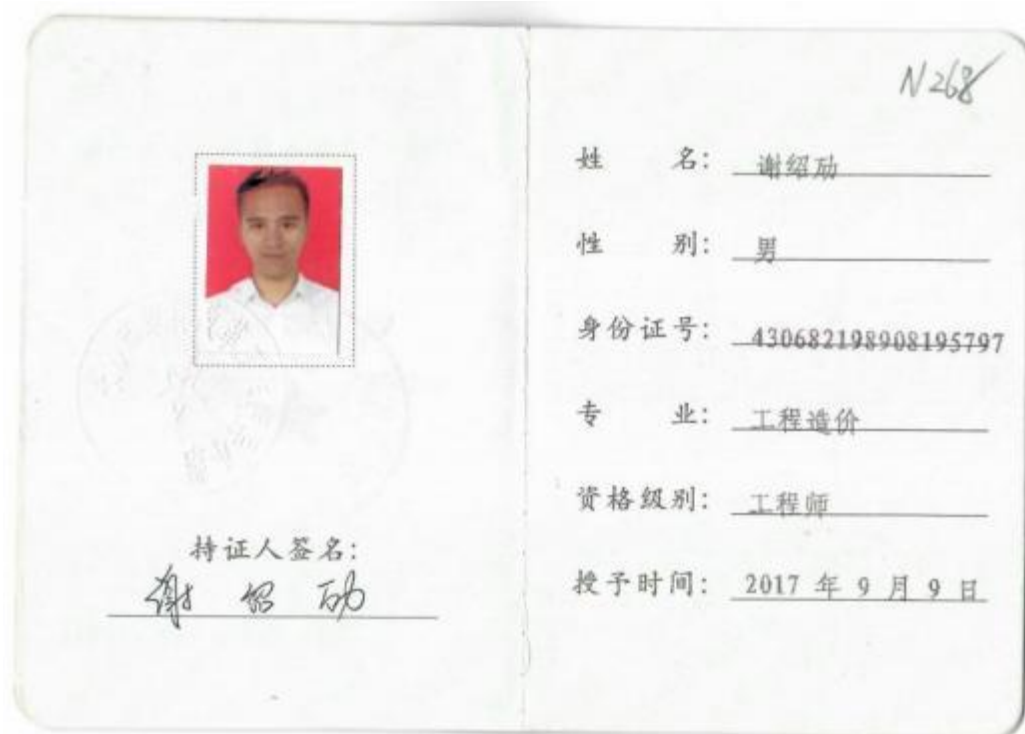 持证人签名:
谢绍劢
N268
姓 名: 谢绍劢
性 别: 男
身份证号: 430682198908195797
专 业: 工程造价
资格级别: 工程师
授予时间: 2017 年 9 月 9 日